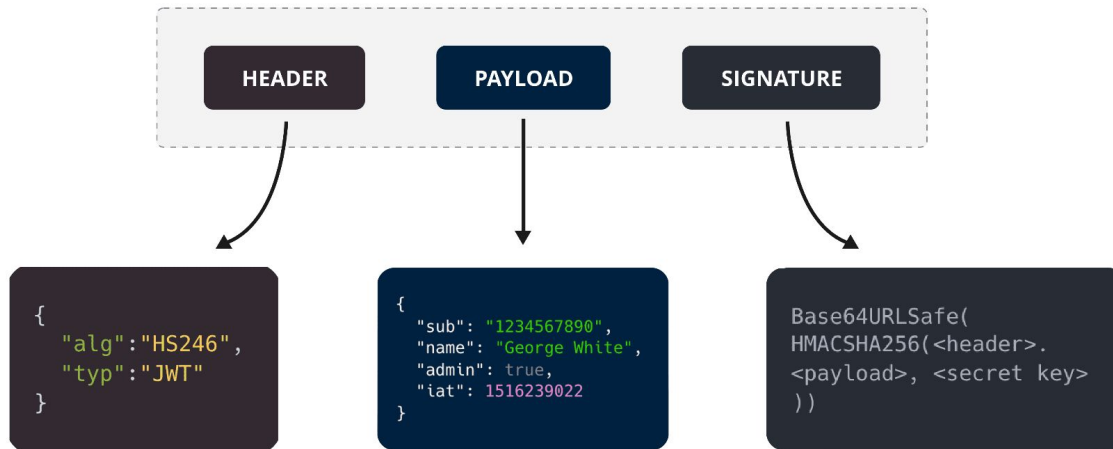 HEADER
PAYLOAD
SIGNATURE
{
"alg":"HS246",
"typ":"JWT"
}
{
"sub": "1234567890",
"name": "George White",
"admin": true,
"iat": 1516239022
}
Base64URLSafe(
HMACSHA256(<header>.
<payload>, <secret key>
))